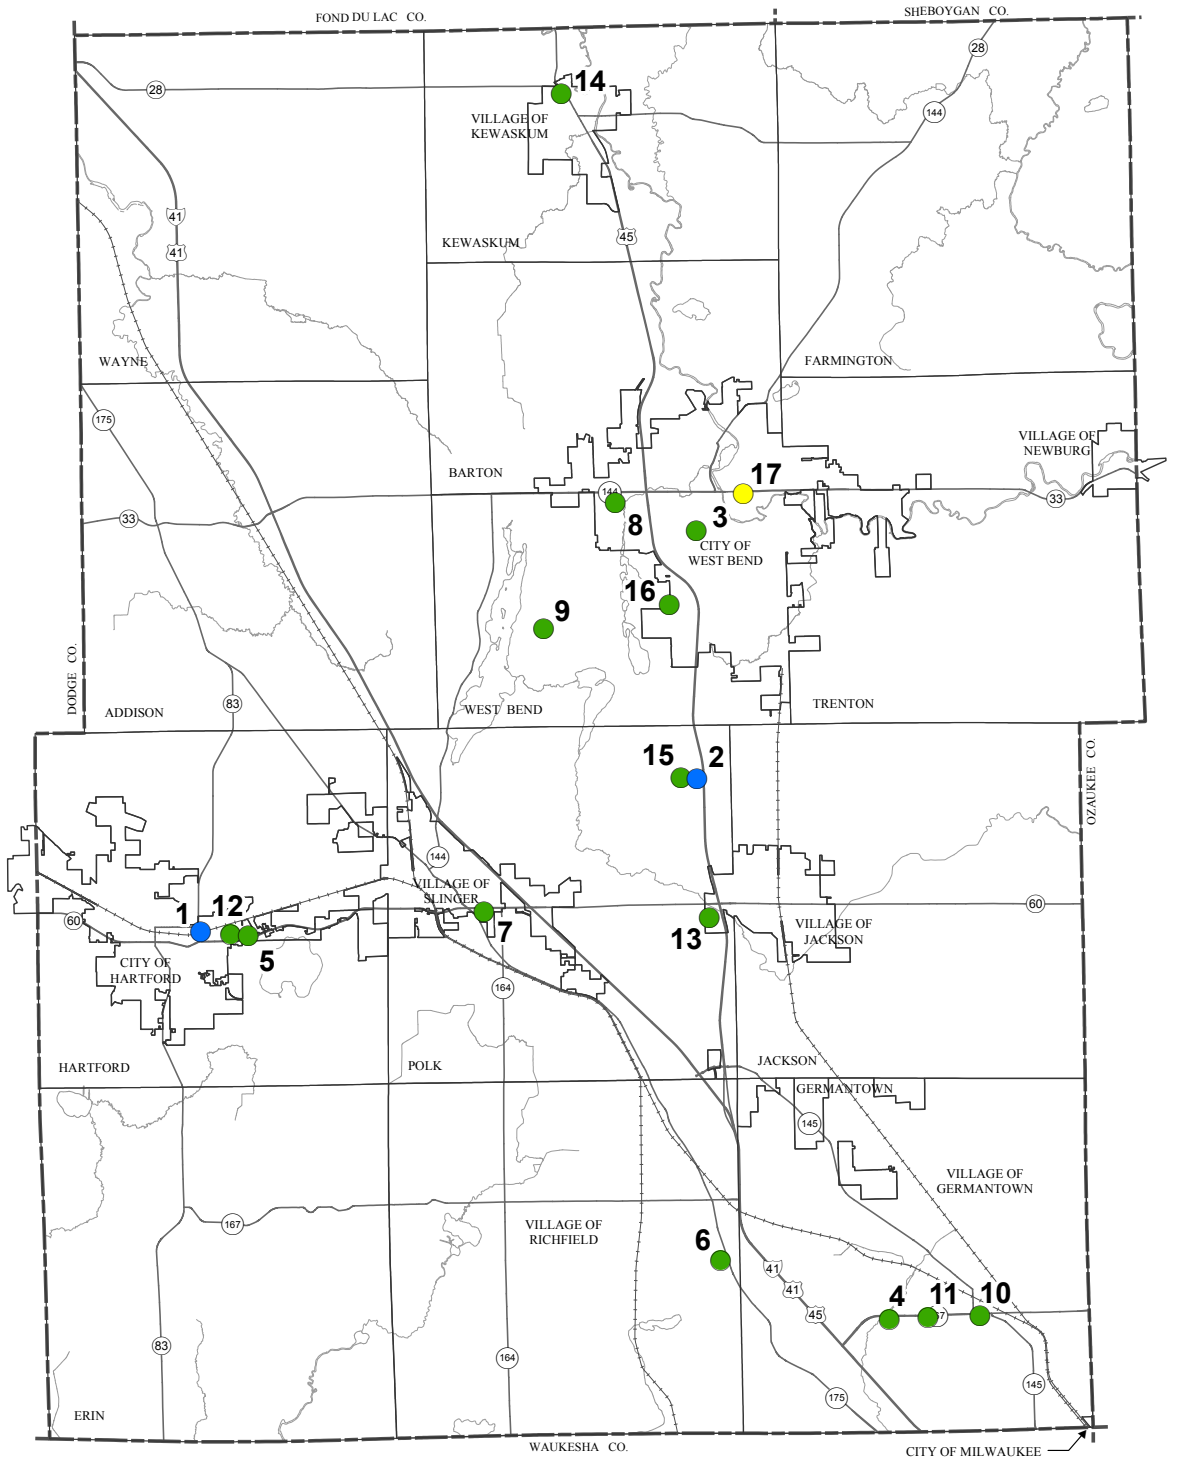 FOND DU LAC CO.
SHEBOYGAN CO.
28
28
14
144
VILLAGE OF
KEWASKUM
41
45
KEWASKUM
41
WAYNE
FARMINGTON
175
VILLAGE OF
NEWBURG
BARTON
17
144
33
33
8
3
CITY OF
WEST BEND
16
9
DODGE CO.
83
WEST BEND
TRENTON
ADDISON
OZAUKEE CO.
15
2
144
VILLAGE OF
SLINGER
60
1
12
60
7
13
VILLAGE OF
JACKSON
5
CITY OF
HARTFORD
164
HARTFORD
POLK
JACKSON
GERMANTOWN
145
VILLAGE OF
GERMANTOWN
167
VILLAGE OF
RICHFIELD
6
41
41
45
4
11
10
83
164
145
175
ERIN
WAUKESHA CO.
CITY OF MILWAUKEE